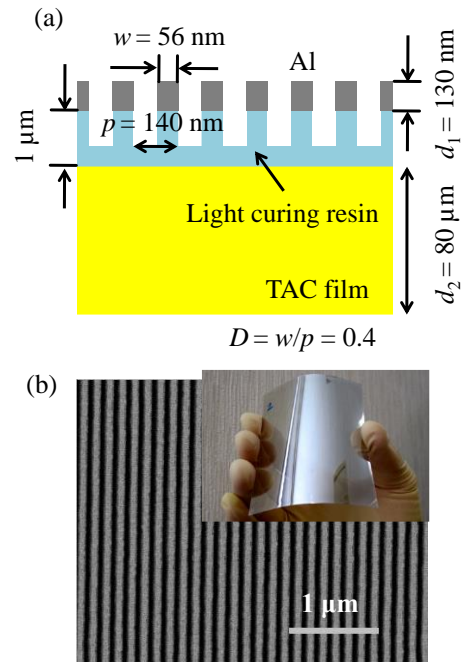 (a)
w = 56 nm
Al
d1 = 130 nm
1 μm
p = 140 nm
Light curing resin
d2 = 80 μm
TAC film
D = w/p = 0.4
(b)
1 μm